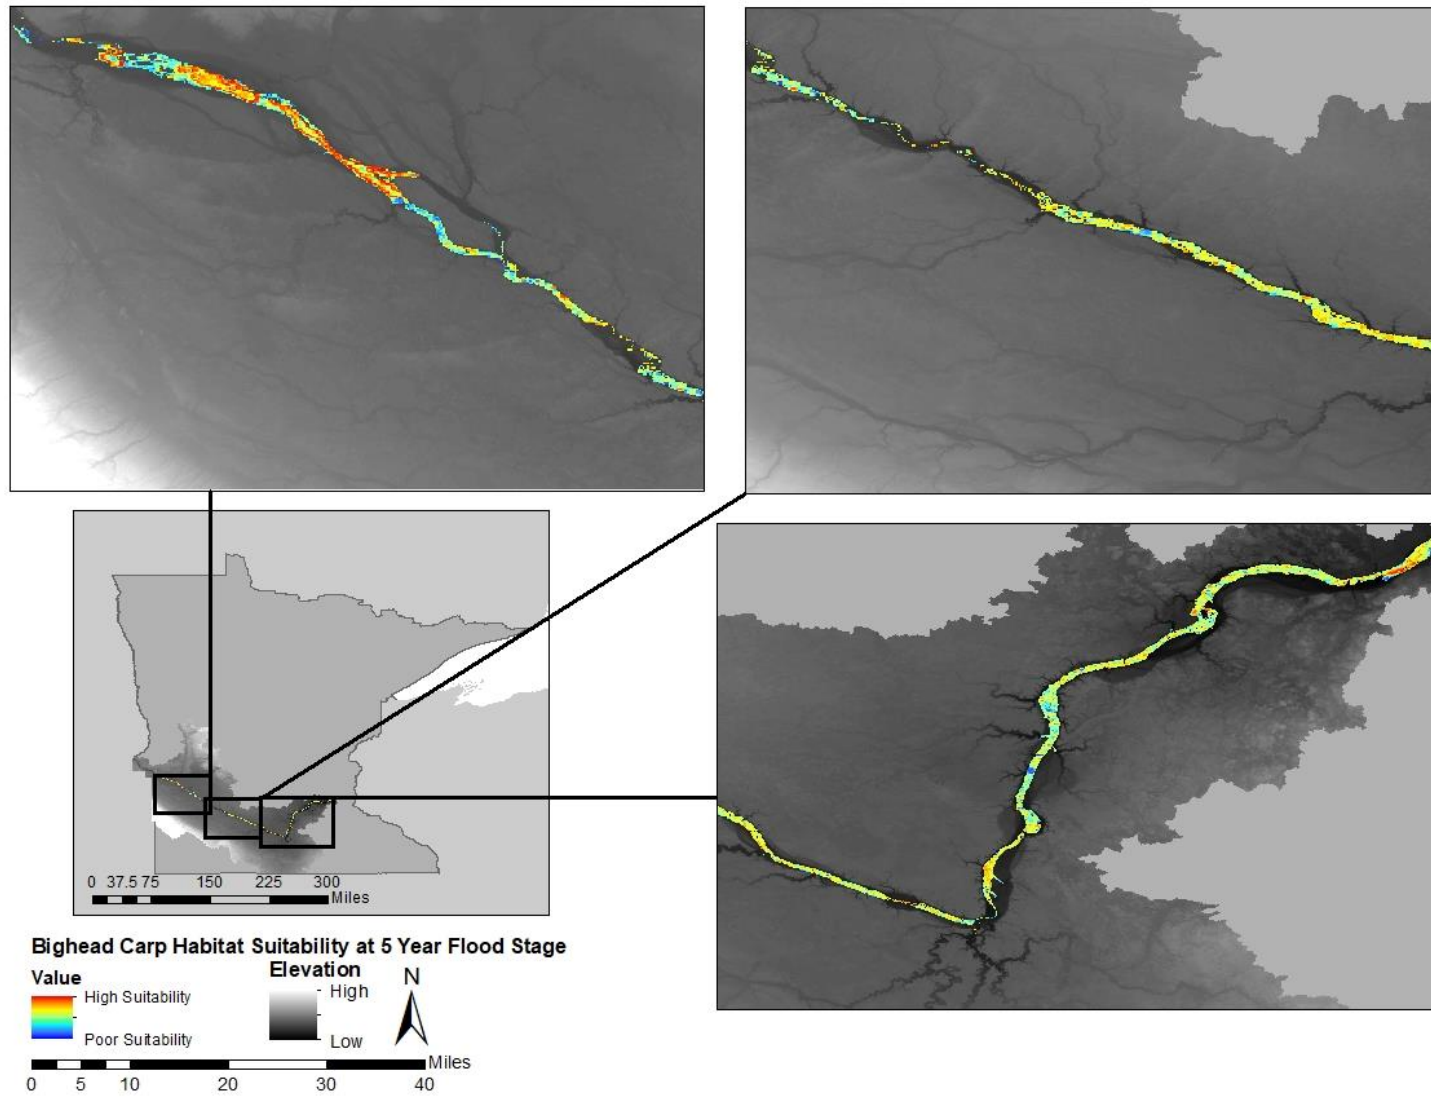 0 37.5 75 150 225 300
Miles
Bighead Carp Habitat Suitability at 5 Year Flood Stage
Value
High Suitability
Poor Suitability
Elevation
High
Low
N
Miles
0 5 10 20 30 40